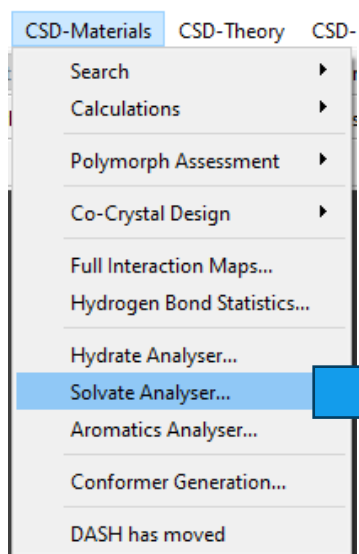 CSD-Materials CSD-Theory CSD-
Search
Calculations
Polymorph Assessment
Co-Crystal Design
Full Interaction Maps...
Hydrogen Bond Statistics...
Hydrate Analyser...
Solvate Analyser...
Aromatics Analyser...
Conformer Generation...
DASH has moved